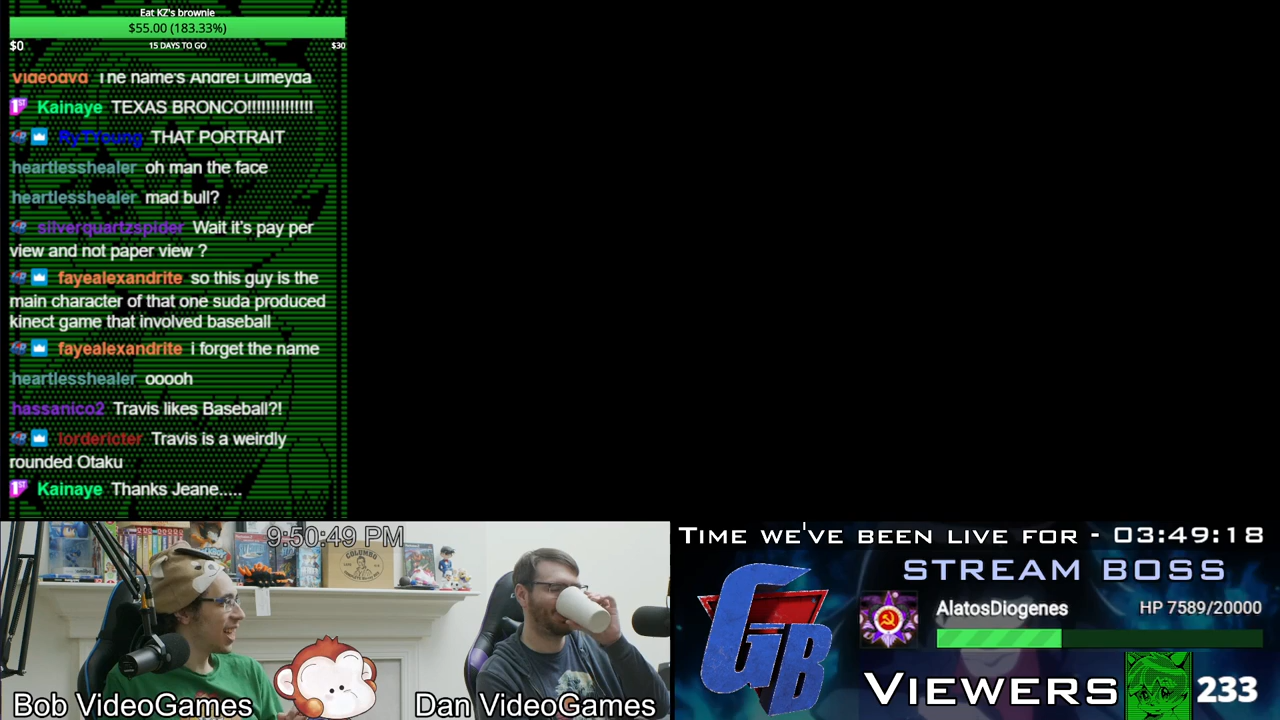 Eat KZ's brownie
$55.00 (183.33%)
$0 15 DAYS TO GO $30
videodvd The name's Andrei Ulmeyda
1ST Kainaye TEXAS BRONCO!!!!!!!!!!!!!!
RyTYoung THAT PORTRAIT
heartlesshealer oh man the face
heartlesshealer mad bull?
silverquartzspider Wait it's pay per
view and not paper view ?
fayealexandrite so this guy is the
main character of that one suda produced
kinect game that involved baseball
fayealexandrite i forget the name
heartlesshealer ooooh
hassanico2 Travis likes Baseball?!
lordericter Travis is a weirdly
rounded Otaku
1ST Kainaye Thanks Jeane.....
9:50:49 PM
COLUMBO
Bob VideoGames
Dan VideoGames
TIME WE'VE BEEN LIVE FOR - 03:49:18
STREAM BOSS
AlatosDiogenes HP 7589/20000
GB
VIEWERS 233